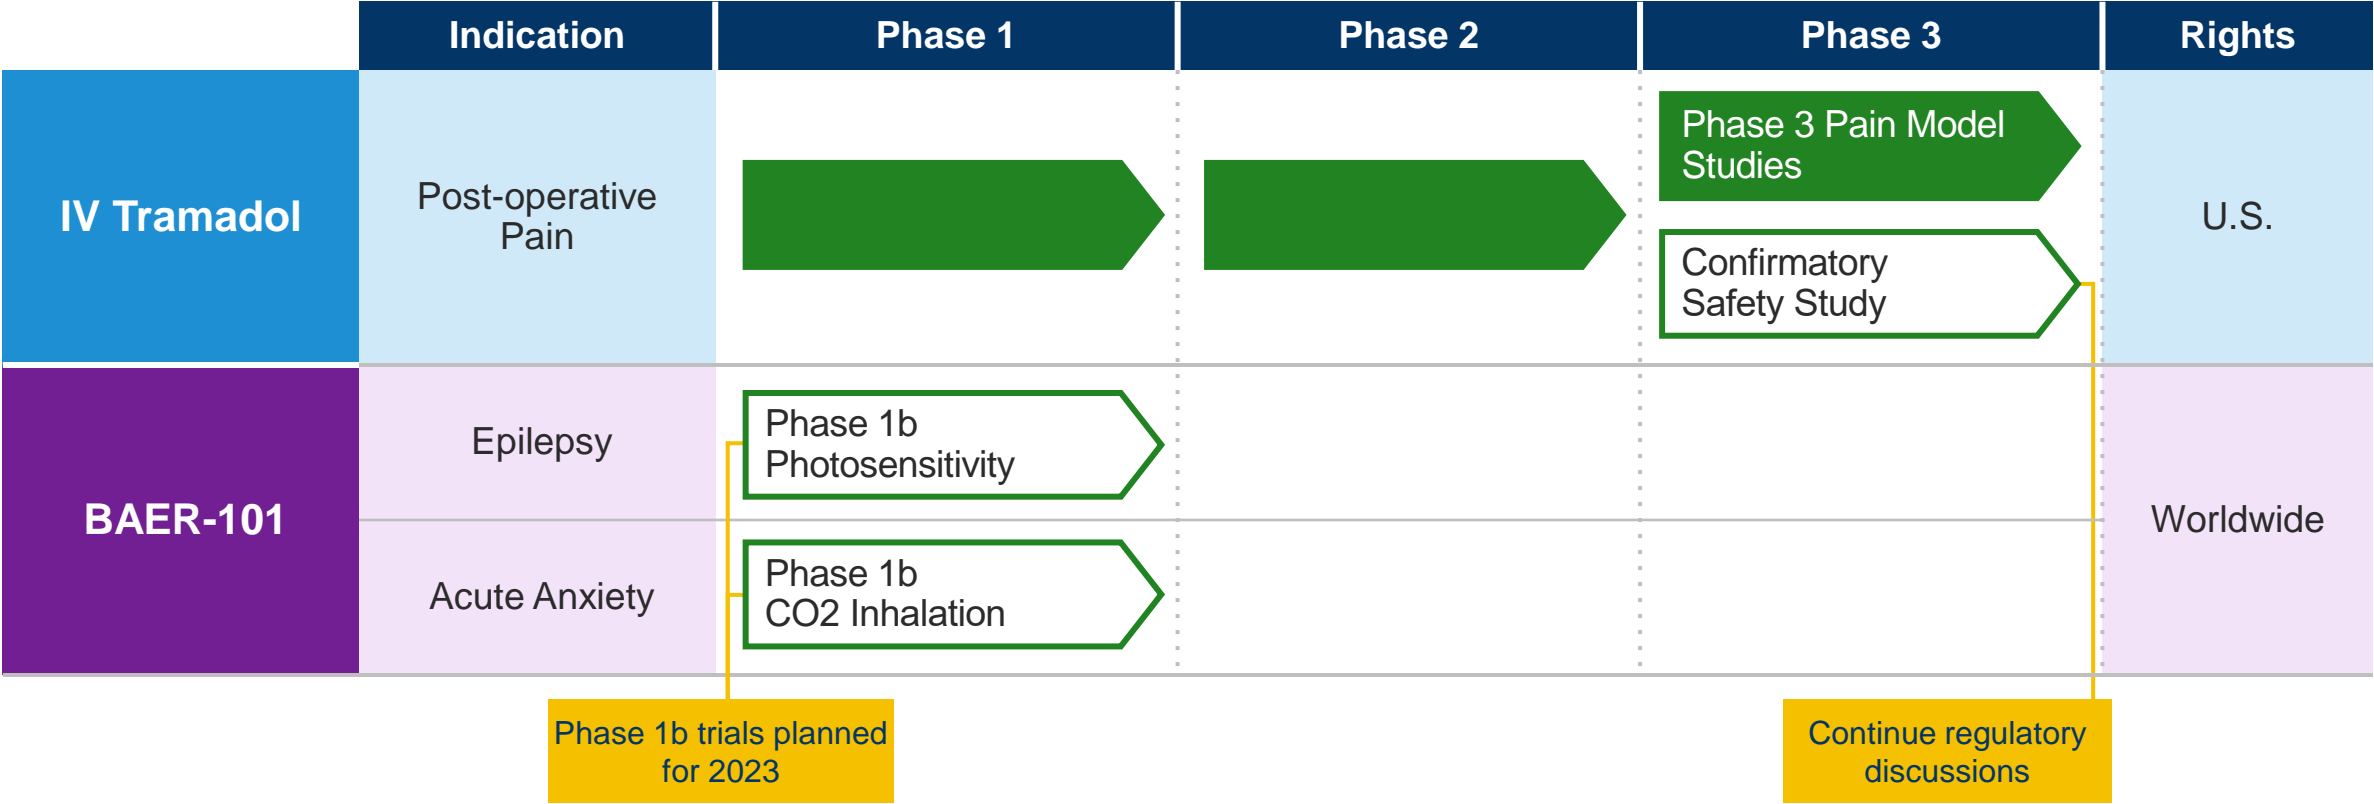 Indication
Phase 1
Phase 2
Phase 3
Rights
IV Tramadol
Post-operative
Pain
Phase 3 Pain Model
Studies
Confirmatory
Safety Study
U.S.
BAER-101
Epilepsy
Phase 1b
Photosensitivity
Acute Anxiety
Phase 1b
CO2 Inhalation
Worldwide
Phase 1b trials planned
for 2023
Continue regulatory
discussions